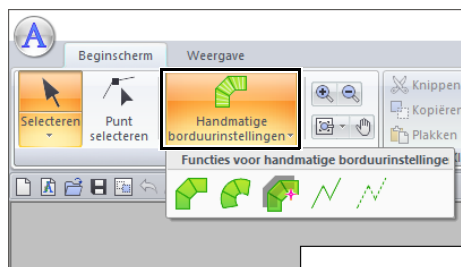 A
Beginscherm Weergave
Selecteren
Punt
selecteren
Handmatige
borduurinstellingen
Knippen
Kopiëren
Plakken
Functies voor handmatige borduurinstellinge
A